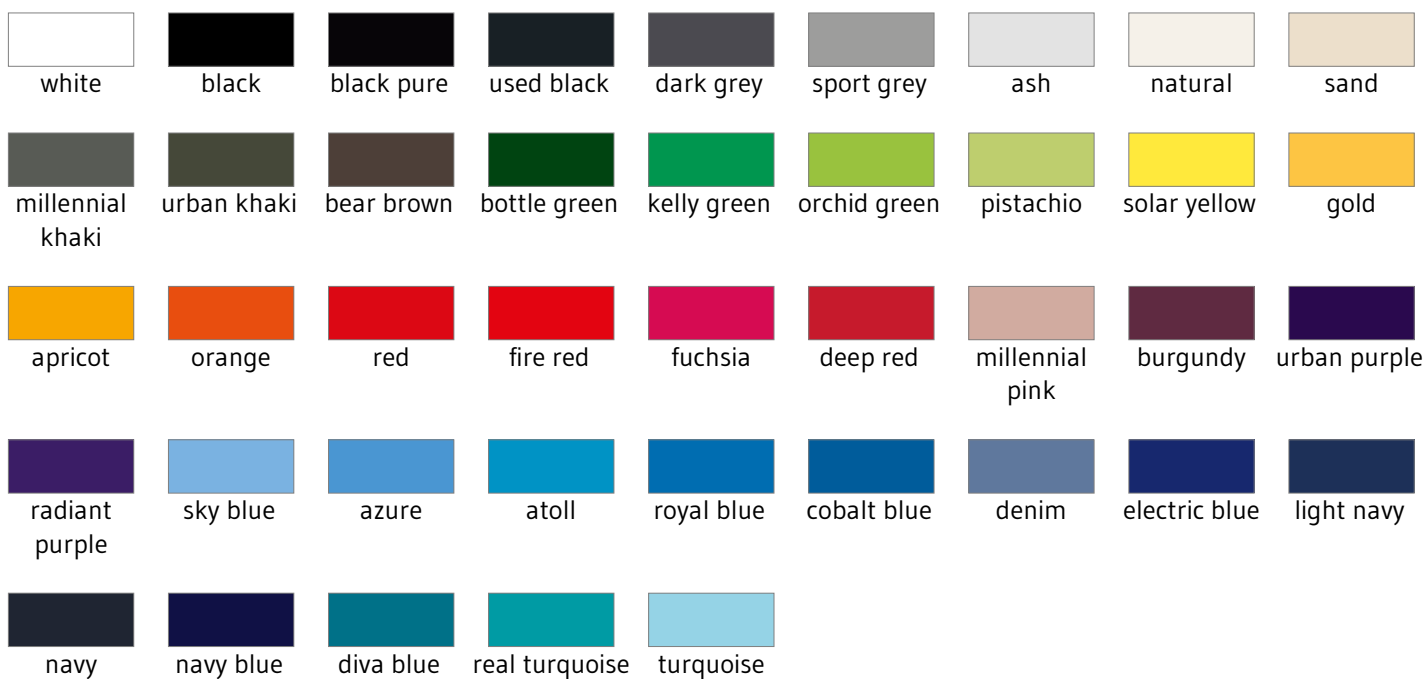 white black black pure used black dark grey sport grey ash natural sand
millennial khaki urban khaki bear brown bottle green kelly green orchid green pistachio solar yellow gold
apricot orange red fire red fuchsia deep red millennial pink burgundy urban purple
radiant purple sky blue azure atoll royal blue cobalt blue denim electric blue light navy
navy navy blue diva blue real turquoise turquoise